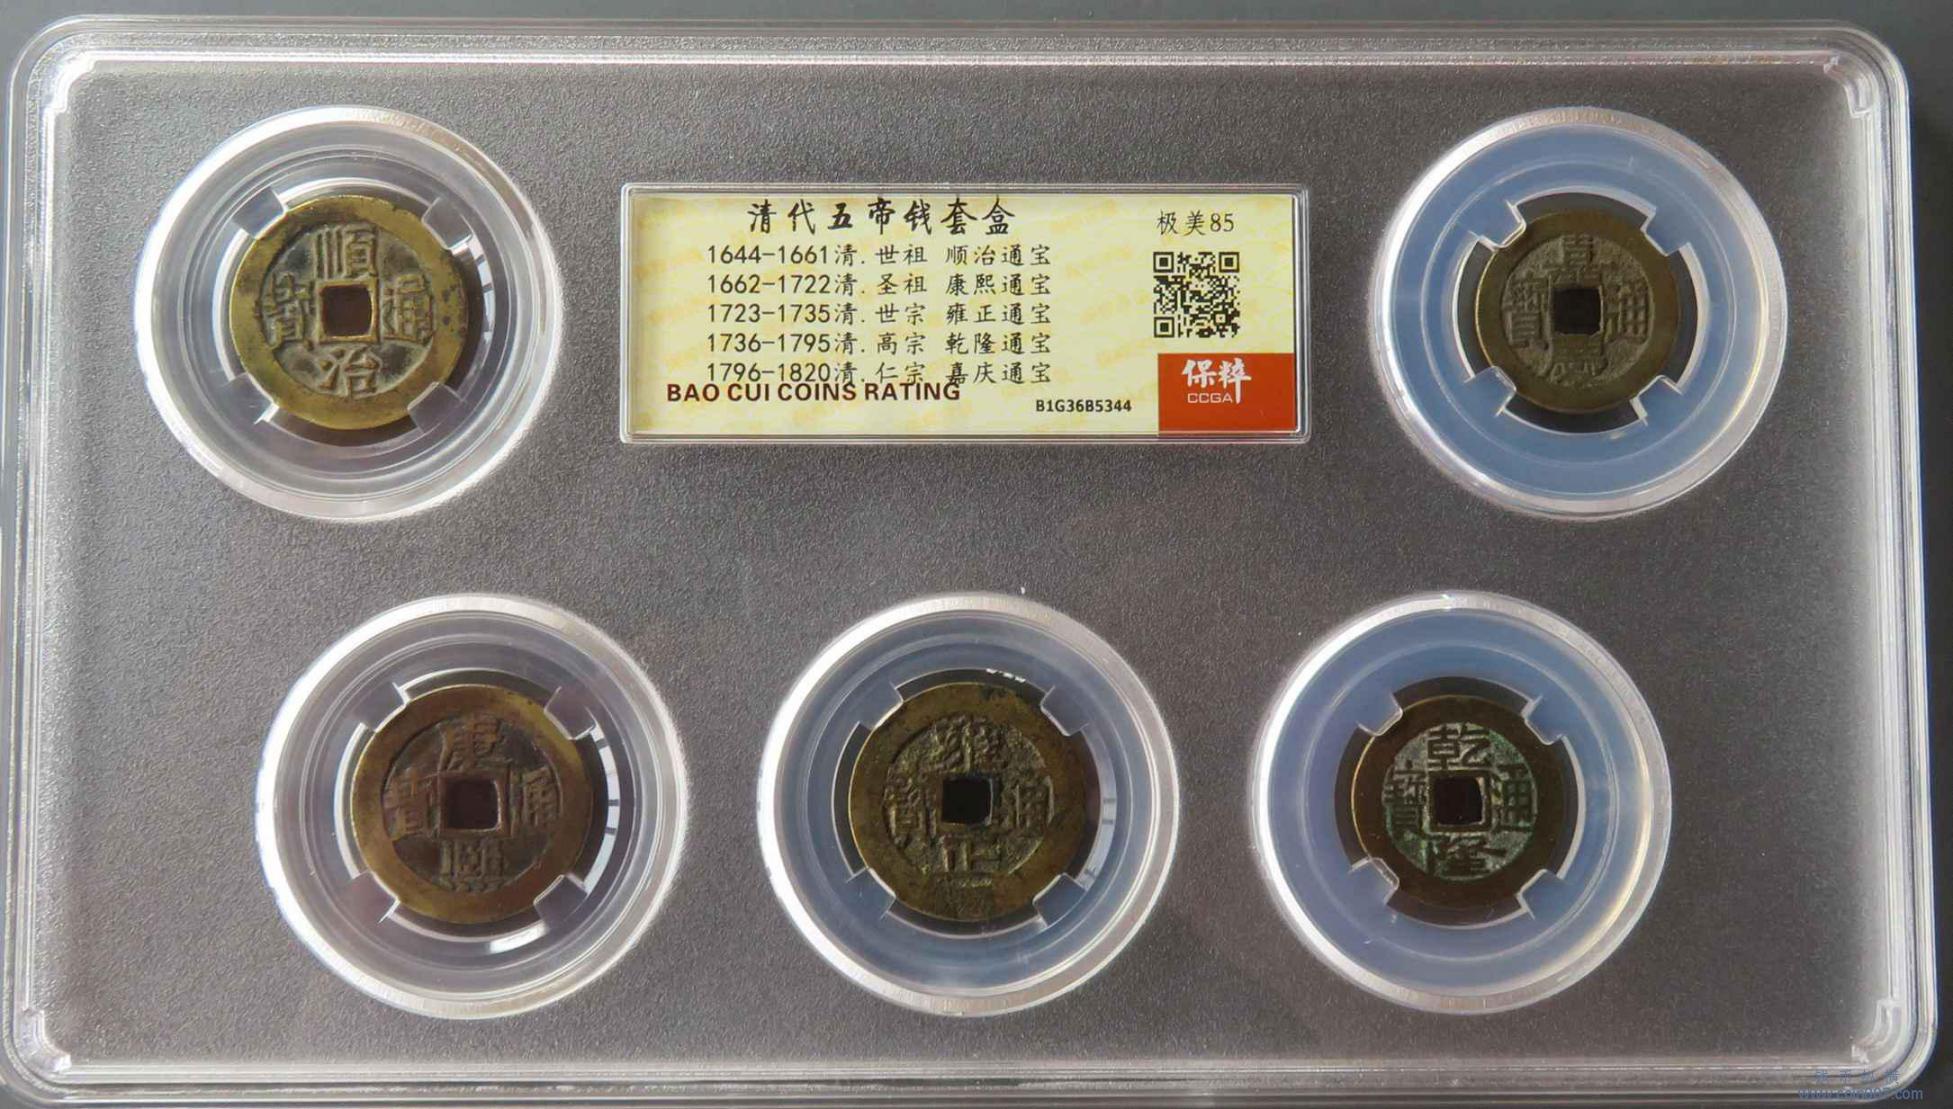 清代五帝钱套盒
极美85
1644-1661清.世祖 顺治通宝
1662-1722清.圣祖 康熙通宝
1723-1735清.世宗 雍正通宝
1736-1795清.高宗 乾隆通宝
1796-1820清.仁宗 嘉庆通宝
BAO CUI COINS RATING
B1G36B5344
保粹
CCGA
順治通寳
嘉慶通寶
康熙通寶
雍正通寶
乾隆通寶